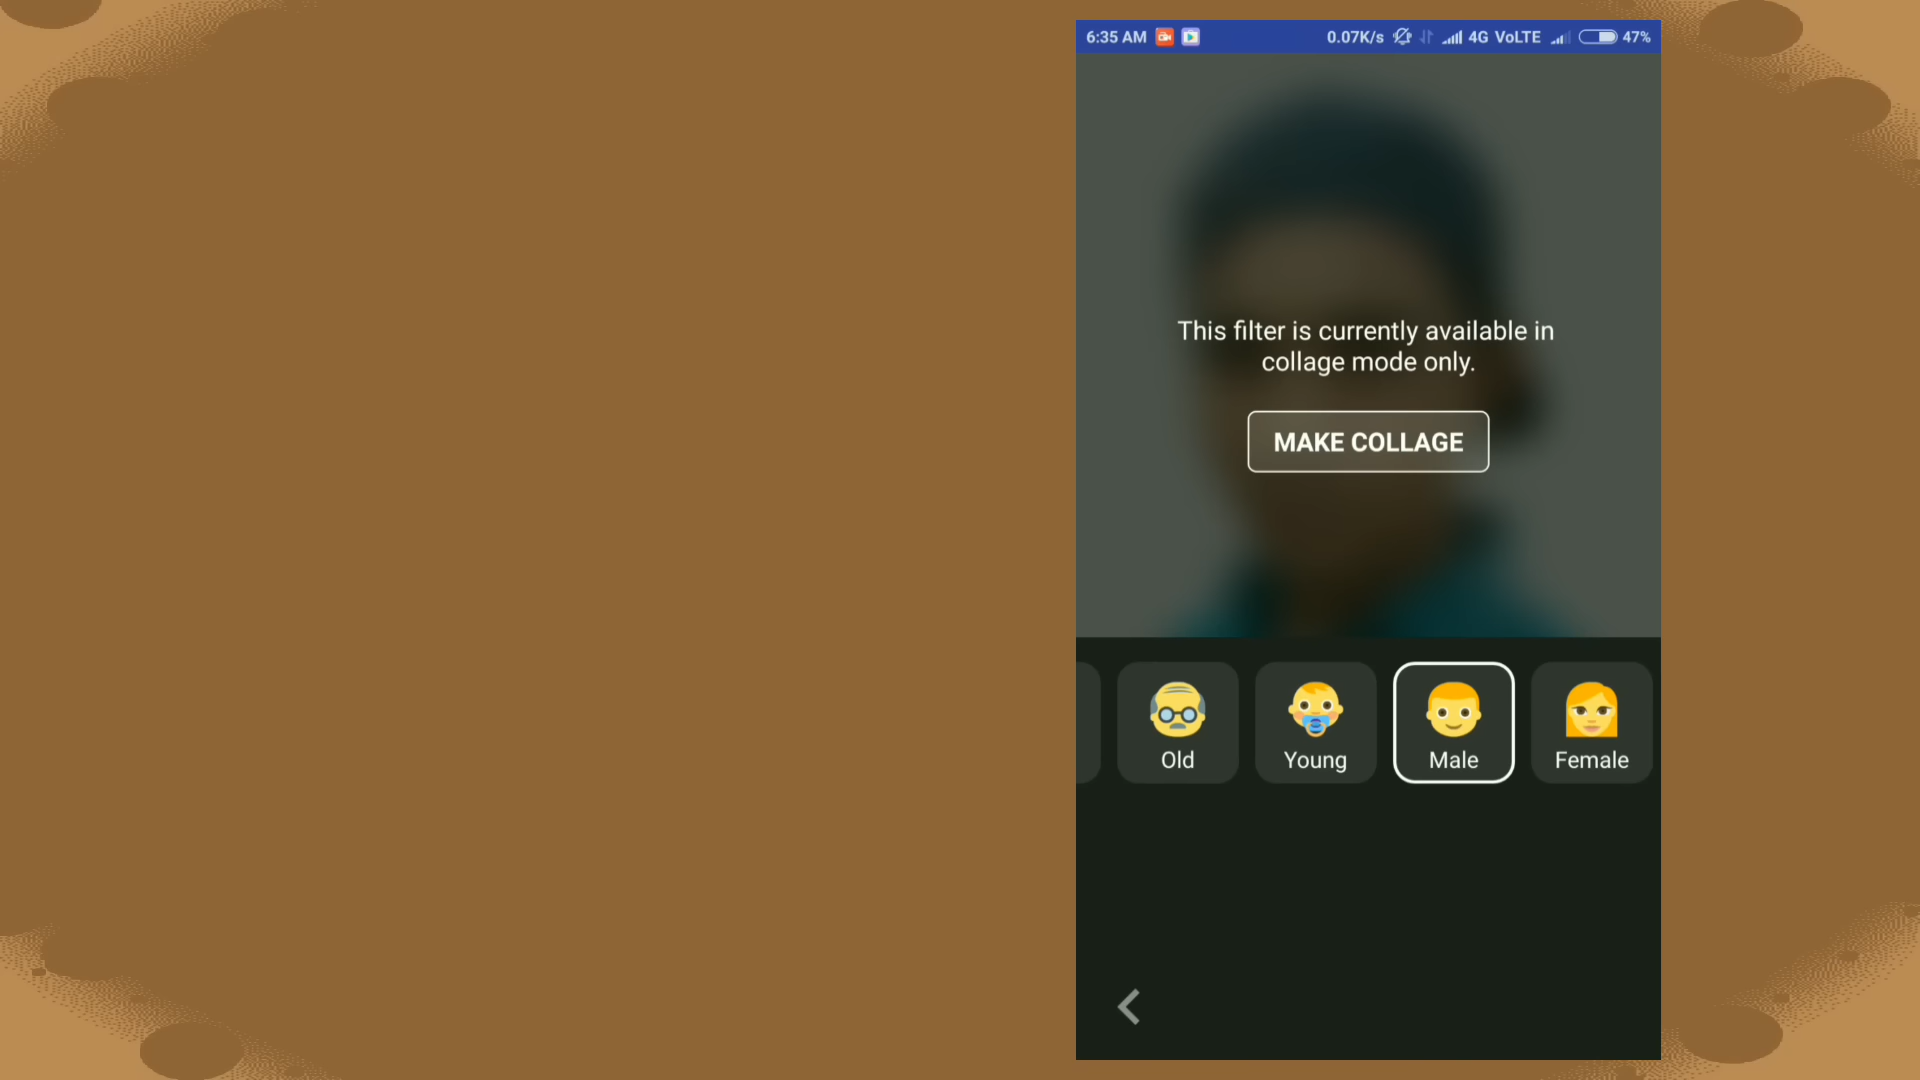 6:35 AM 0.07K/s 4G VoLTE 47%
This filter is currently available in
collage mode only.
MAKE COLLAGE
Old Young Male Female